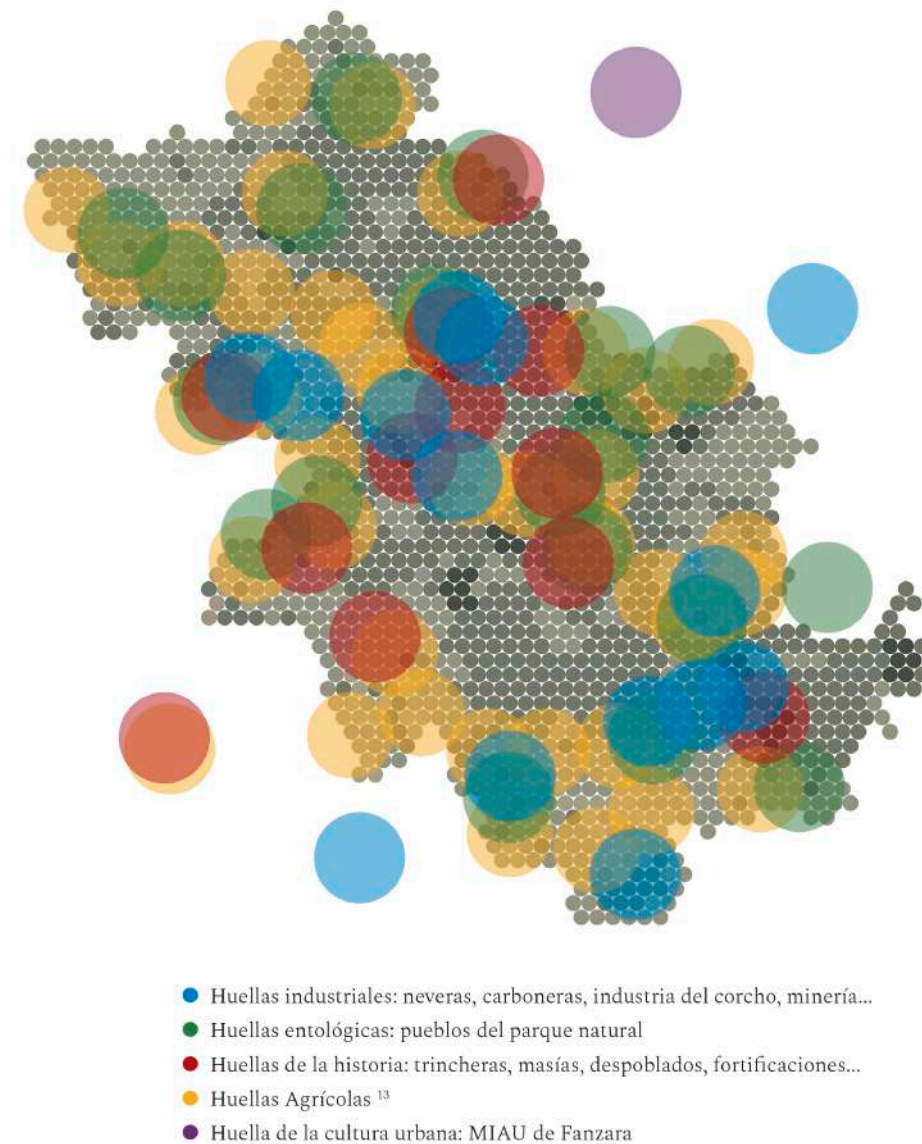 Huellas industriales: neveras, carboneras, industria del corcho, minería...
Huellas entológicas: pueblos del parque natural
Huellas de la historia: trincheras, masías, despoblados, fortificaciones...
Huellas Agrícolas ¹³
Huella de la cultura urbana: MIAU de Fanzara